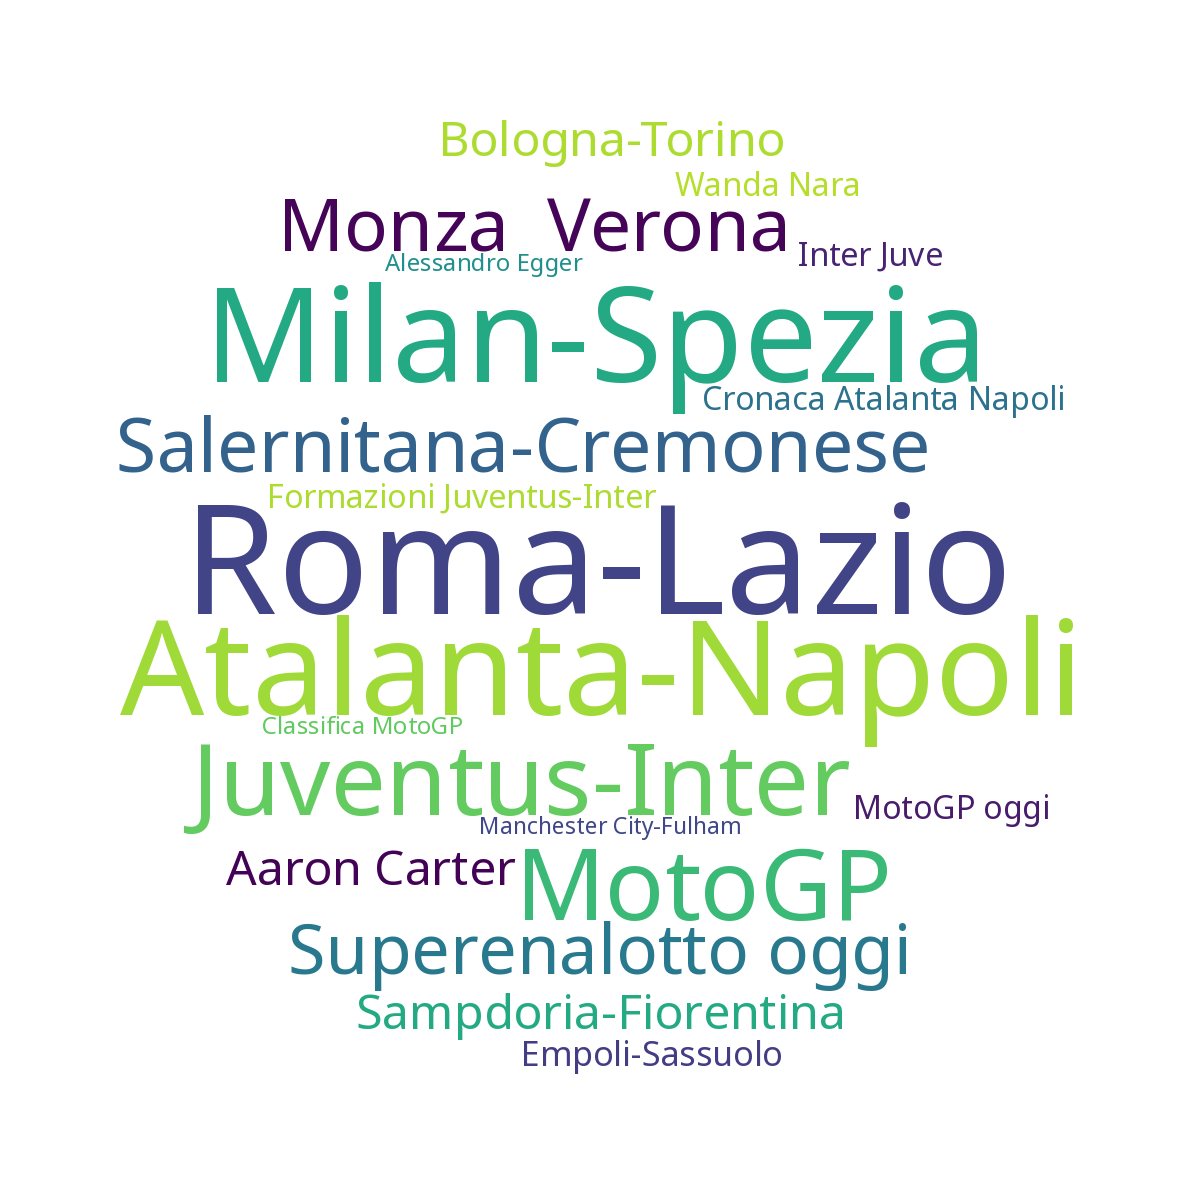 Bologna-Torino
Wanda Nara
Monza  Verona
Inter Juve
Alessandro Egger
Milan-Spezia
Cronaca Atalanta Napoli
Salernitana-Cremonese
Formazioni Juventus-Inter
Roma-Lazio
Atalanta-Napoli
Classifica MotoGP
Juventus-Inter
MotoGP oggi
Manchester City-Fulham
Aaron Carter
MotoGP
Superenalotto oggi
Sampdoria-Fiorentina
Empoli-Sassuolo